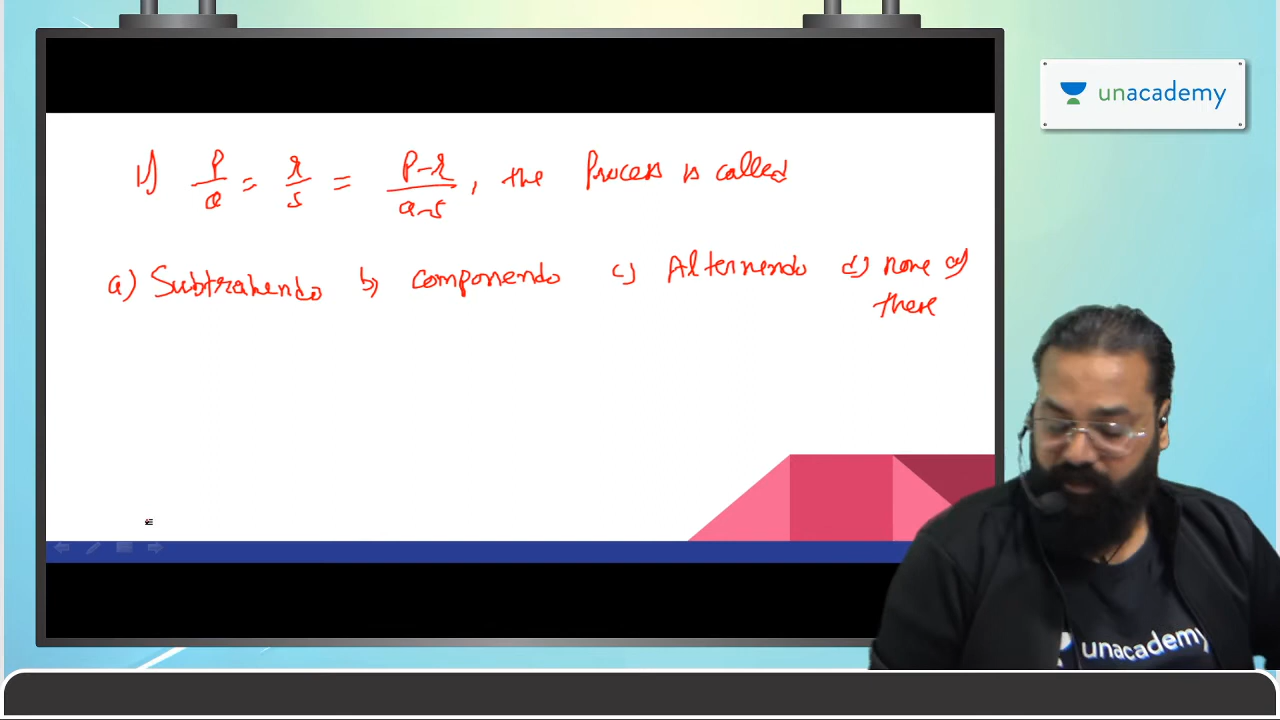 unacademy
1) P/Q = r/s = P-r/Q-s, the Process is called
a) Subtrahendo b) componendo c) Alternendo d) none of
these
unacademy